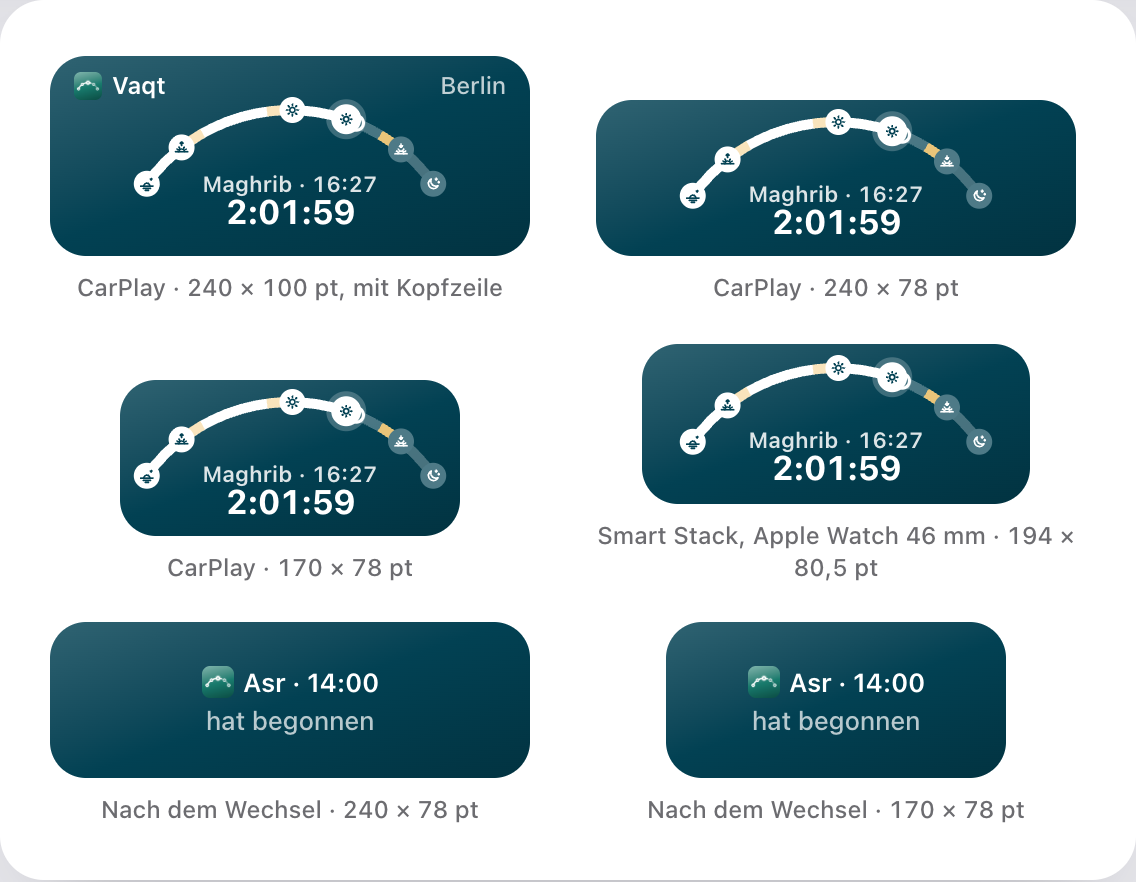 Vaqt
Berlin
Maghrib · 16:27
2:01:59
CarPlay · 240 × 100 pt, mit Kopfzeile
Maghrib · 16:27
2:01:59
CarPlay · 240 × 78 pt
Maghrib · 16:27
2:01:59
CarPlay · 170 × 78 pt
Maghrib · 16:27
2:01:59
Smart Stack, Apple Watch 46 mm · 194 ×
80,5 pt
Asr · 14:00
hat begonnen
Nach dem Wechsel · 240 × 78 pt
Asr · 14:00
hat begonnen
Nach dem Wechsel · 170 × 78 pt